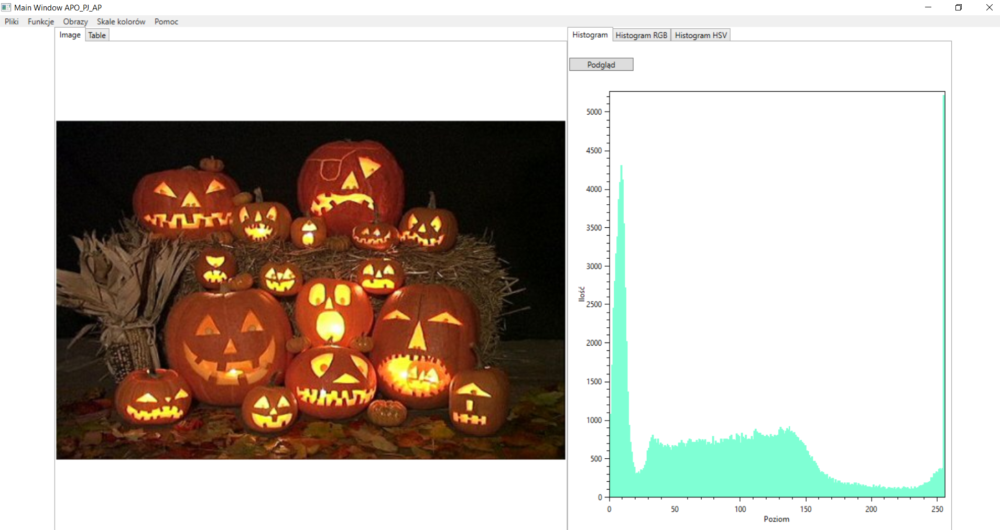 Main Window APO_PJ_AP
Pliki Funkcje Obrazy Skale kolorów Pomoc
Image Table
Histogram Histogram RGB Histogram HSV
Podgląd
5000
4500
4000
3500
3000
2500
2000
1500
1000
500
0
Ilość
0 50 100 150 200 250
Poziom